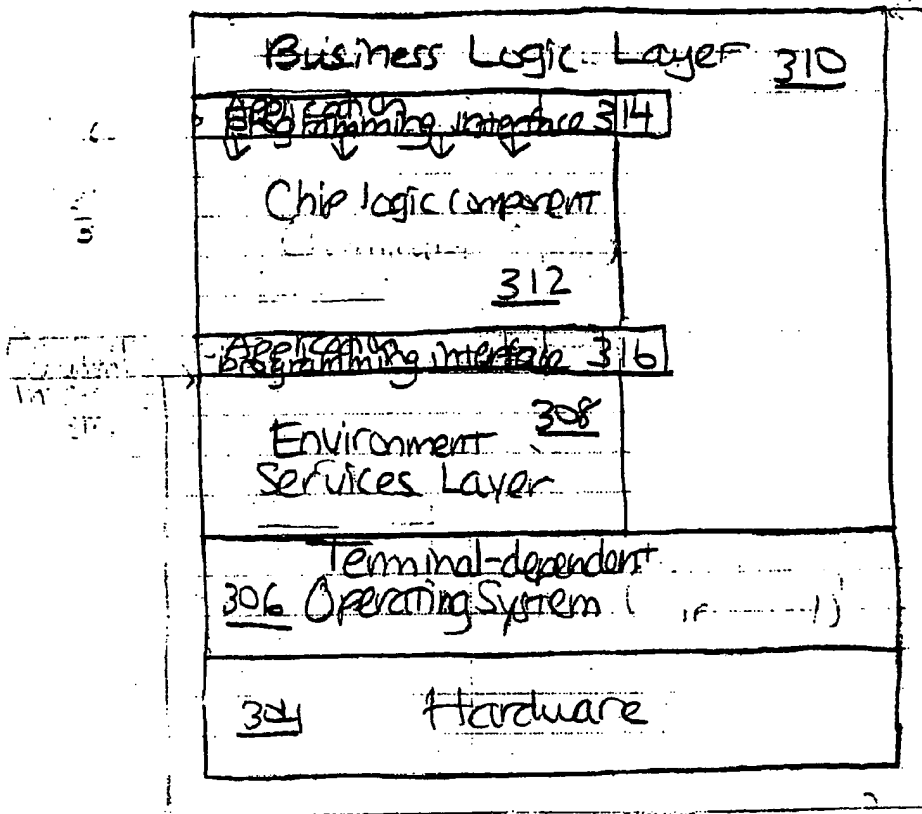 Business Logic Layer 310
Application
Programming interface 314
Chip logic component
312
Application
programming interface 316
308
Environment
Services Layer
Terminal-dependent
306 Operating System (
304 Hardware